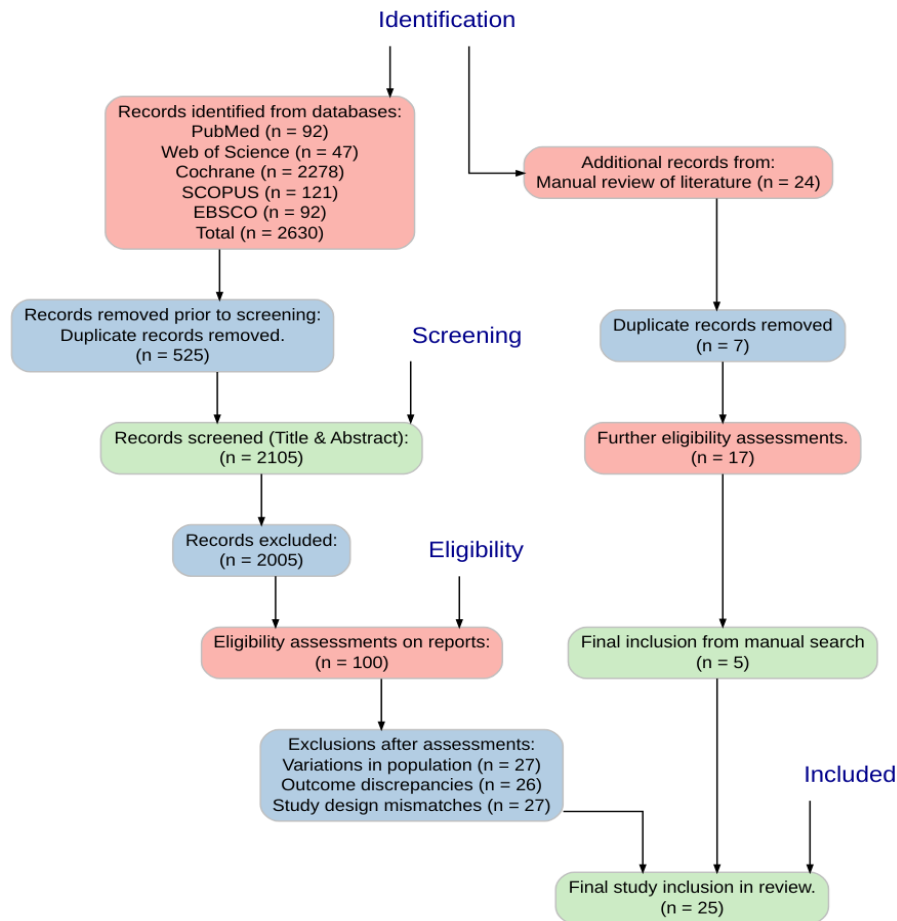 Identification
Records identified from databases:
PubMed (n = 92)
Web of Science (n = 47)
Cochrane (n = 2278)
SCOPUS (n = 121)
EBSCO (n = 92)
Total (n = 2630)
Additional records from:
Manual review of literature (n = 24)
Records removed prior to screening:
Duplicate records removed.
(n = 525)
Duplicate records removed
(n = 7)
Screening
Records screened (Title & Abstract):
(n = 2105)
Further eligibility assessments.
(n = 17)
Records excluded:
(n = 2005)
Eligibility
Eligibility assessments on reports:
(n = 100)
Final inclusion from manual search
(n = 5)
Exclusions after assessments:
Variations in population (n = 27)
Outcome discrepancies (n = 26)
Study design mismatches (n = 27)
Included
Final study inclusion in review.
(n = 25)